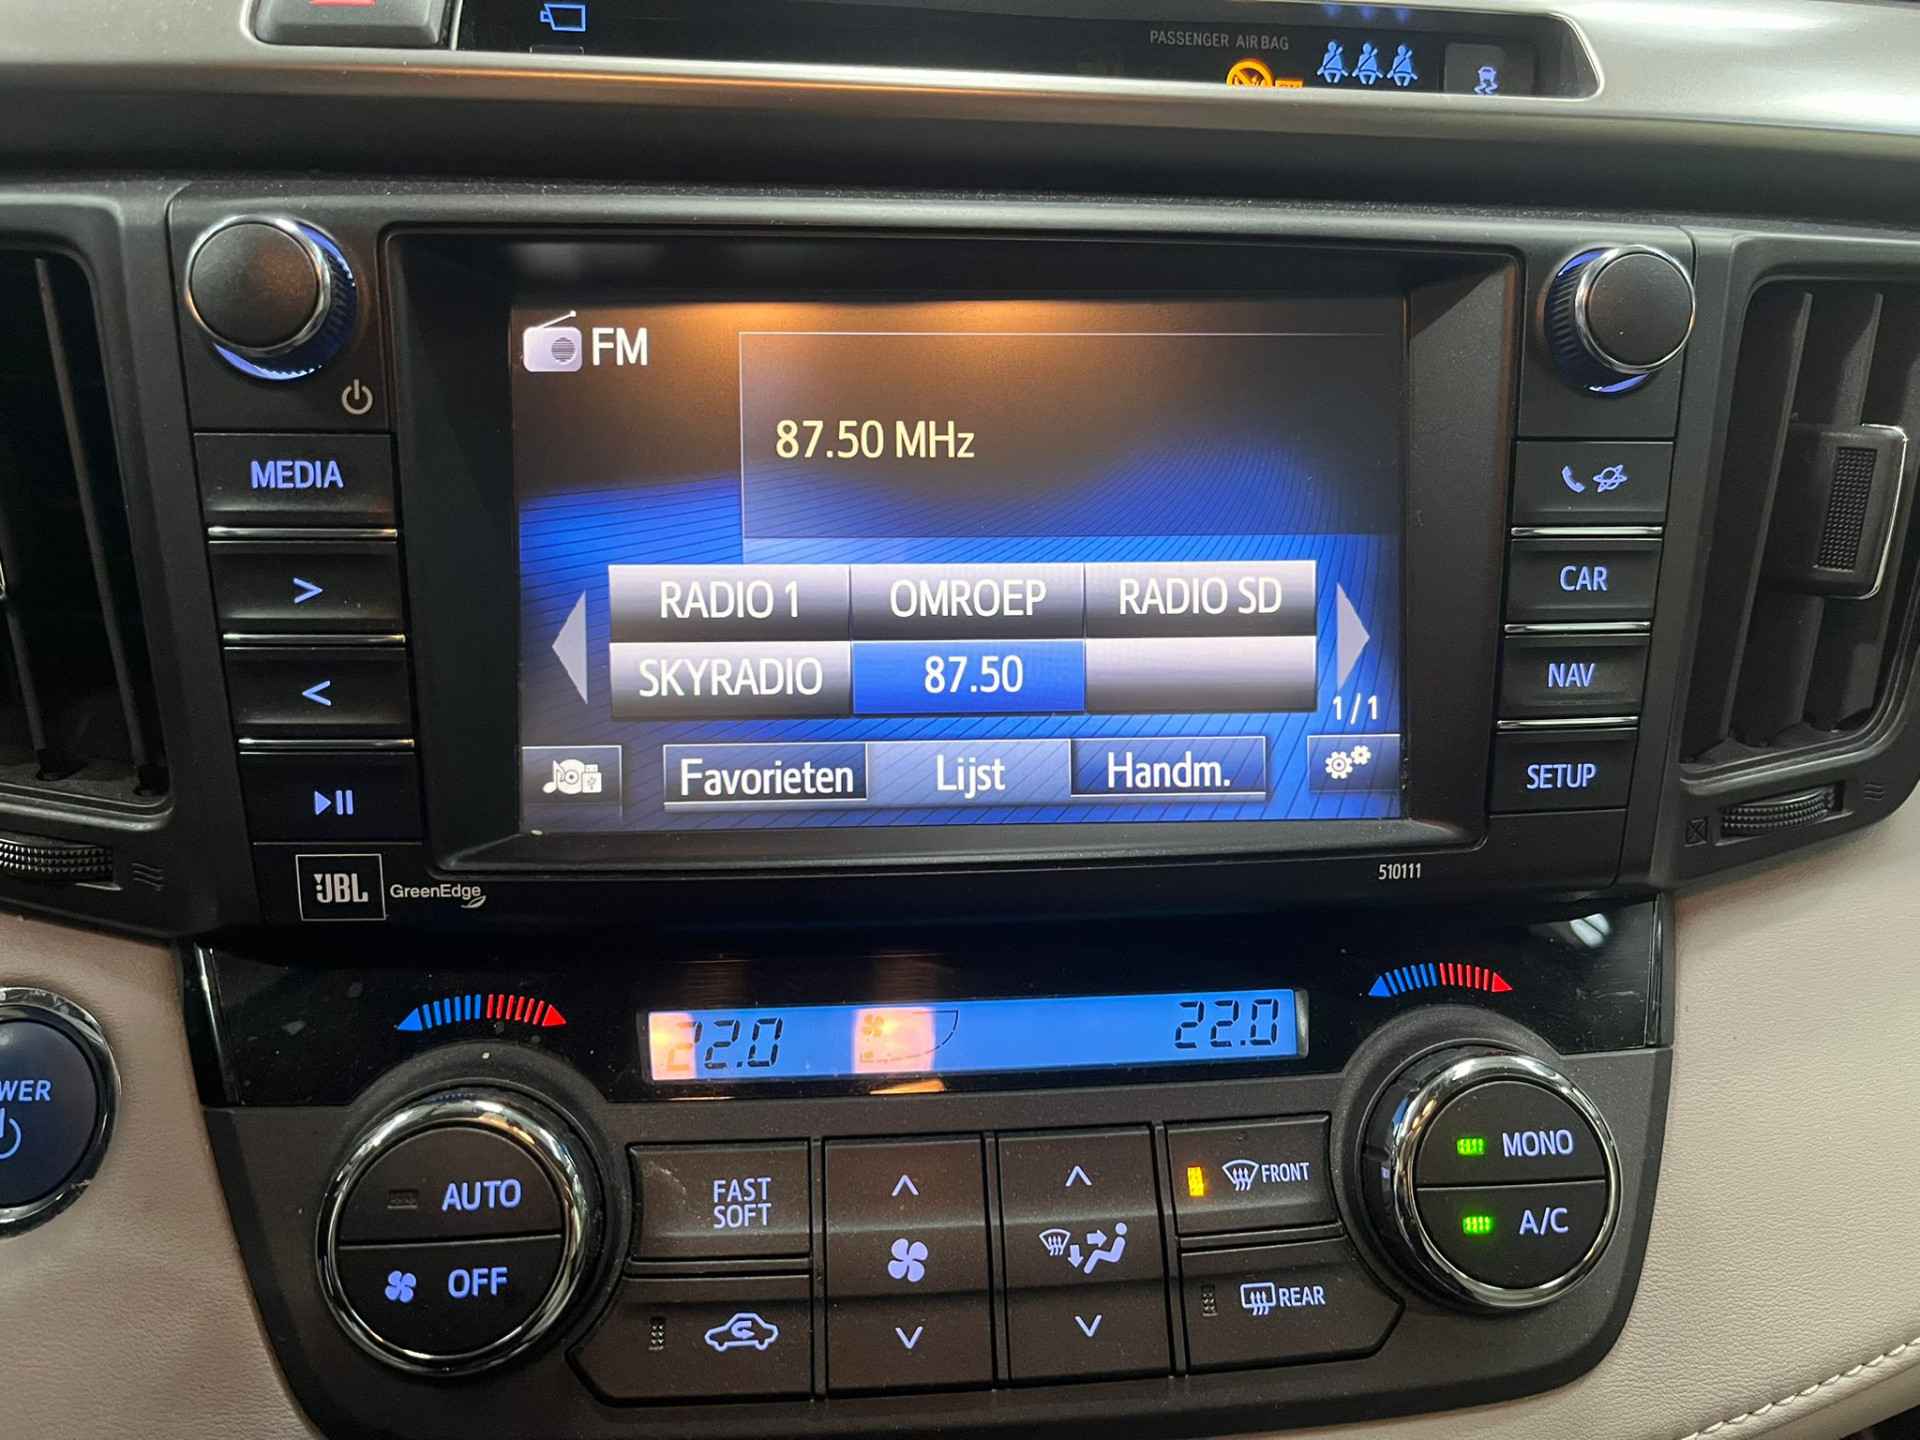 PASSENGER AIR BAG
FM
87.50 MHz
RADIO 1 OMROEP RADIO SD
SKYRADIO 87.50
1/1
Favorieten Lijst Handm.
MEDIA
>
<
CAR
NAV
SETUP
JBL GreenEdge
510111
22.0 22.0
POWER
AUTO
OFF
FAST
SOFT
FRONT
REAR
MONO
A/C